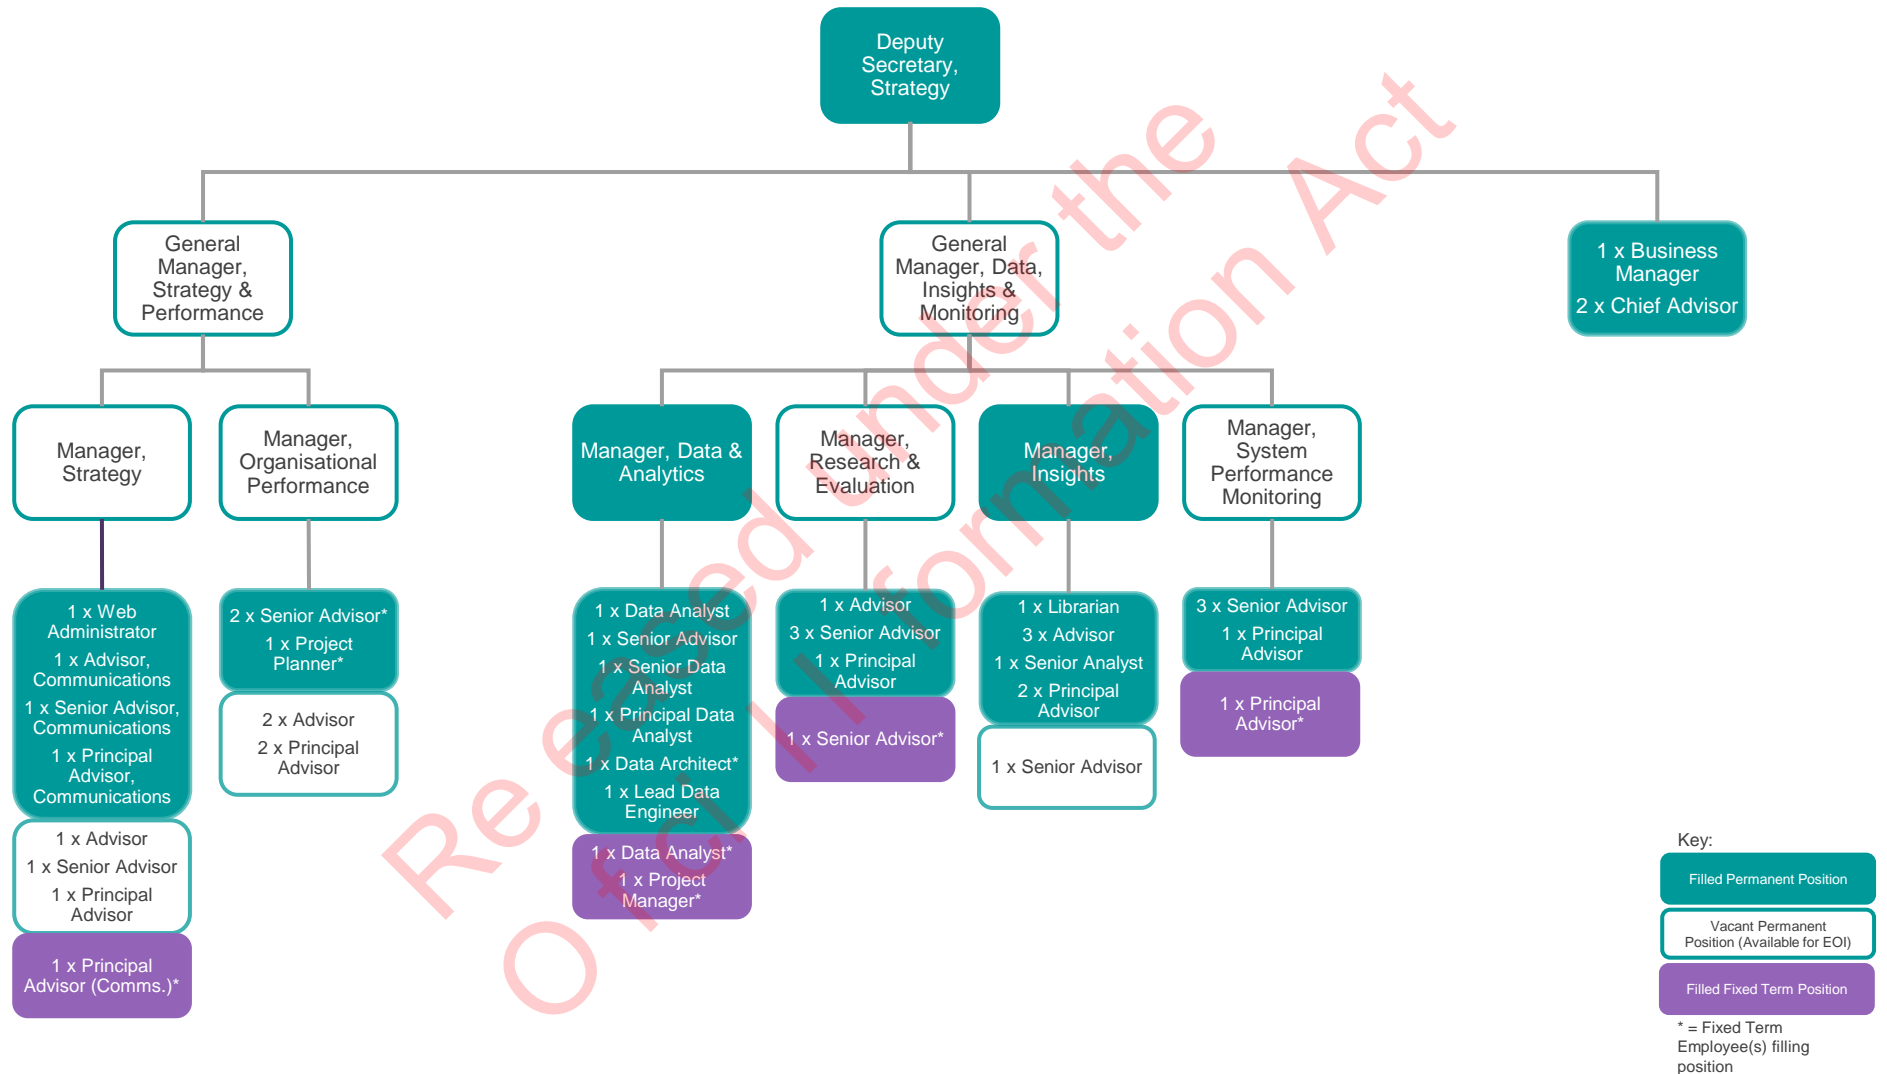 Deputy
Secretary,
Strategy
General
Manager,
Strategy &
Performance
General
Manager, Data,
Insights &
Monitoring
1 x Business
Manager
2 x Chief Advisor
Manager,
Strategy
Manager,
Organisational
Performance
Manager, Data &
Analytics
Manager,
Research &
Evaluation
Manager,
Insights
Manager,
System
Performance
Monitoring
1 x Web
Administrator
1 x Advisor,
Communications
1 x Senior Advisor,
Communications
1 x Principal
Advisor,
Communications
1 x Advisor
1 x Senior Advisor
1 x Principal
Advisor
1 x Principal
Advisor (Comms.)*
2 x Senior Advisor*
1 x Project
Planner*
2 x Advisor
2 x Principal
Advisor
1 x Data Analyst
1 x Senior Advisor
1 x Senior Data
Analyst
1 x Principal Data
Analyst
1 x Data Architect*
1 x Lead Data
Engineer
1 x Data Analyst*
1 x Project
Manager*
1 x Advisor
3 x Senior Advisor
1 x Principal
Advisor
1 x Senior Advisor*
1 x Librarian
3 x Advisor
1 x Senior Analyst
2 x Principal
Advisor
1 x Senior Advisor
3 x Senior Advisor
1 x Principal
Advisor
1 x Principal
Advisor*
Key:
Filled Permanent Position
Vacant Permanent
Position (Available for EOI)
Filled Fixed Term Position
* = Fixed Term
Employee(s) filling
position
Re eased under the
O f ci l I formation Act